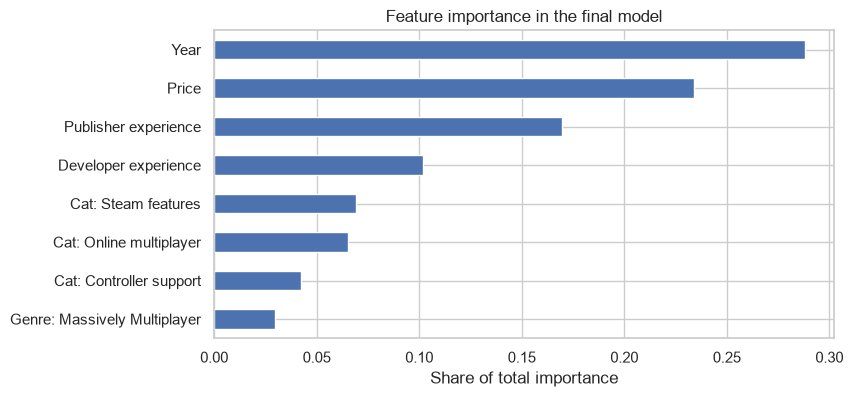 Feature importance in the final model
Year
Price
Publisher experience
Developer experience
Cat: Steam features
Cat: Online multiplayer
Cat: Controller support
Genre: Massively Multiplayer
0.00 0.05 0.10 0.15 0.20 0.25 0.30
Share of total importance